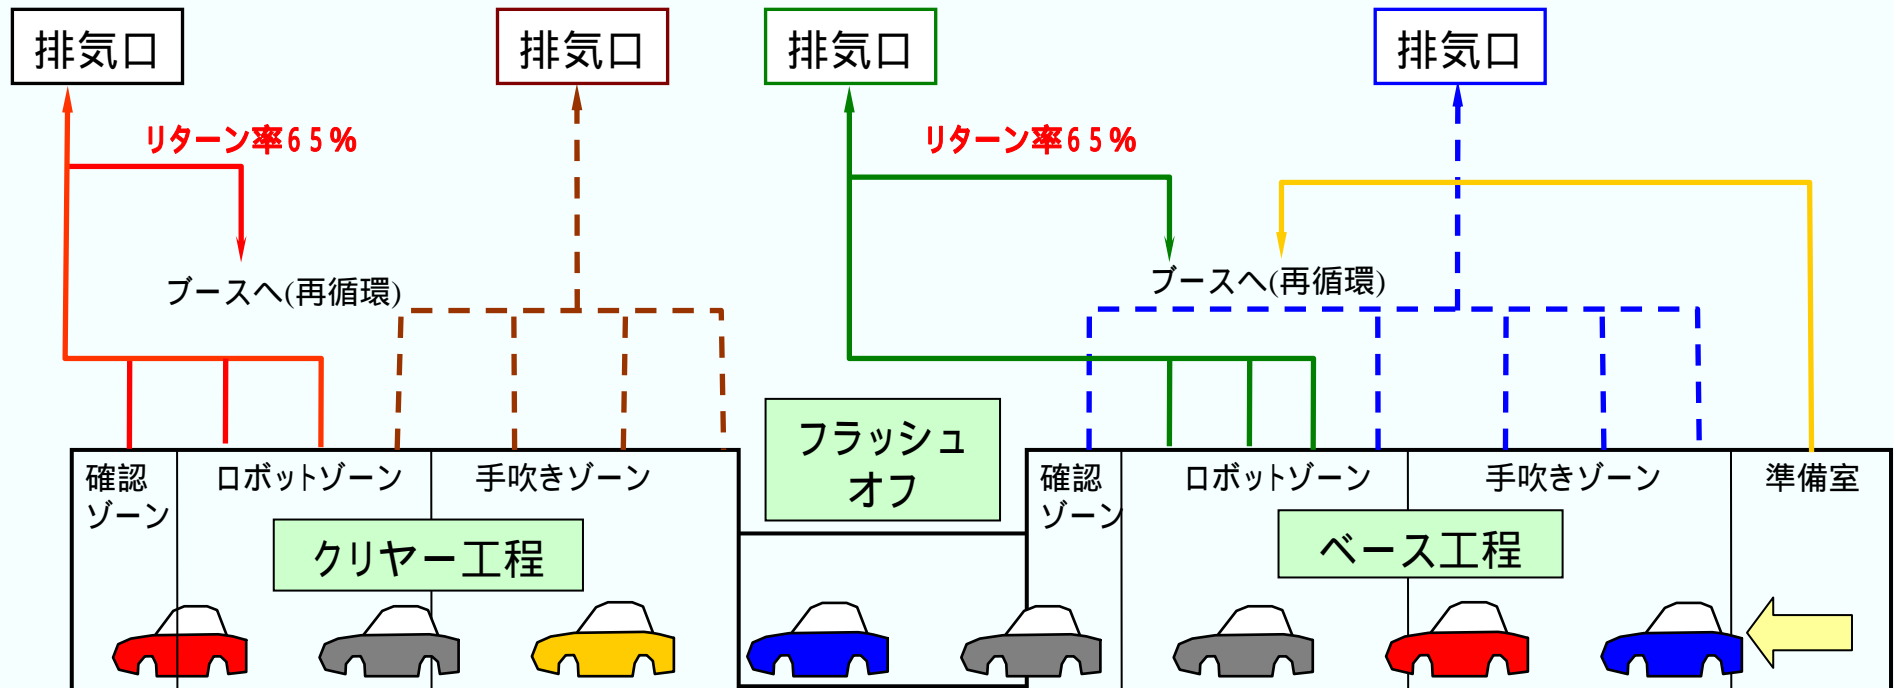 排気口
排気口
排気口
排気口
リターン率65%
リターン率65%
ブースへ(再循環)
ブースへ(再循環)
フラッシュ
オフ
確認
ゾーン
ロボットゾーン
手吹きゾーン
確認
ゾーン
ロボットゾーン
手吹きゾーン
準備室
クリヤー工程
ベース工程